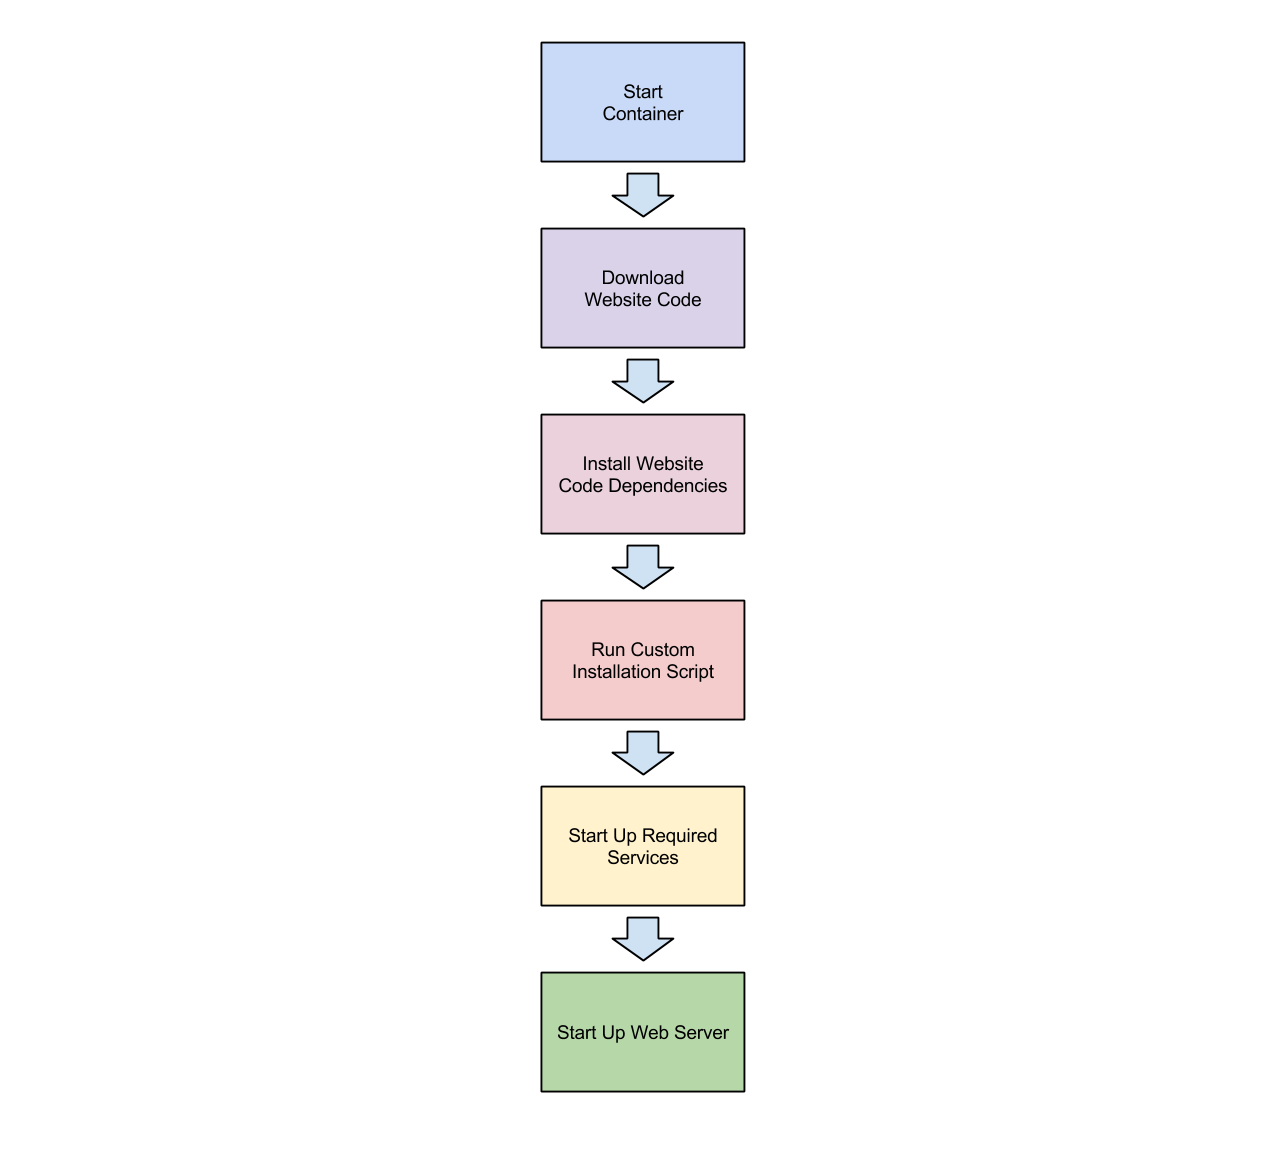 Start
Container
Download
Website Code
Install Website
Code Dependencies
Run Custom
Installation Script
Start Up Required
Services
Start Up Web Server